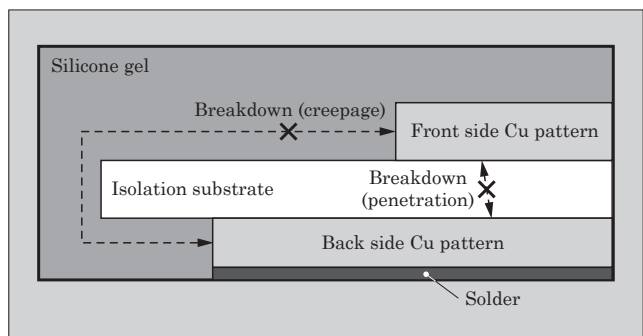 Silicone gel
Breakdown (creepage)
Front side Cu pattern
Isolation substrate
Breakdown
(penetration)
Back side Cu pattern
Solder